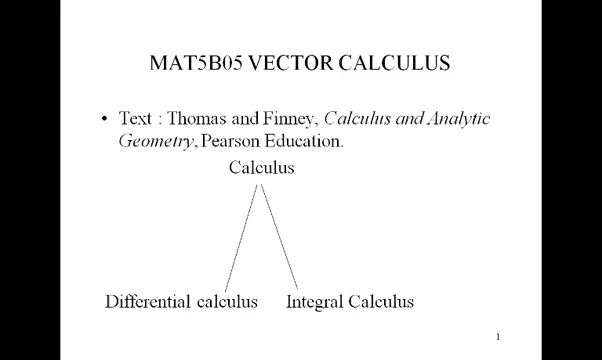 MAT5B05 VECTOR CALCULUS
• Text : Thomas and Finney, Calculus and Analytic
Geometry, Pearson Education.
Calculus
Differential calculus Integral Calculus
1